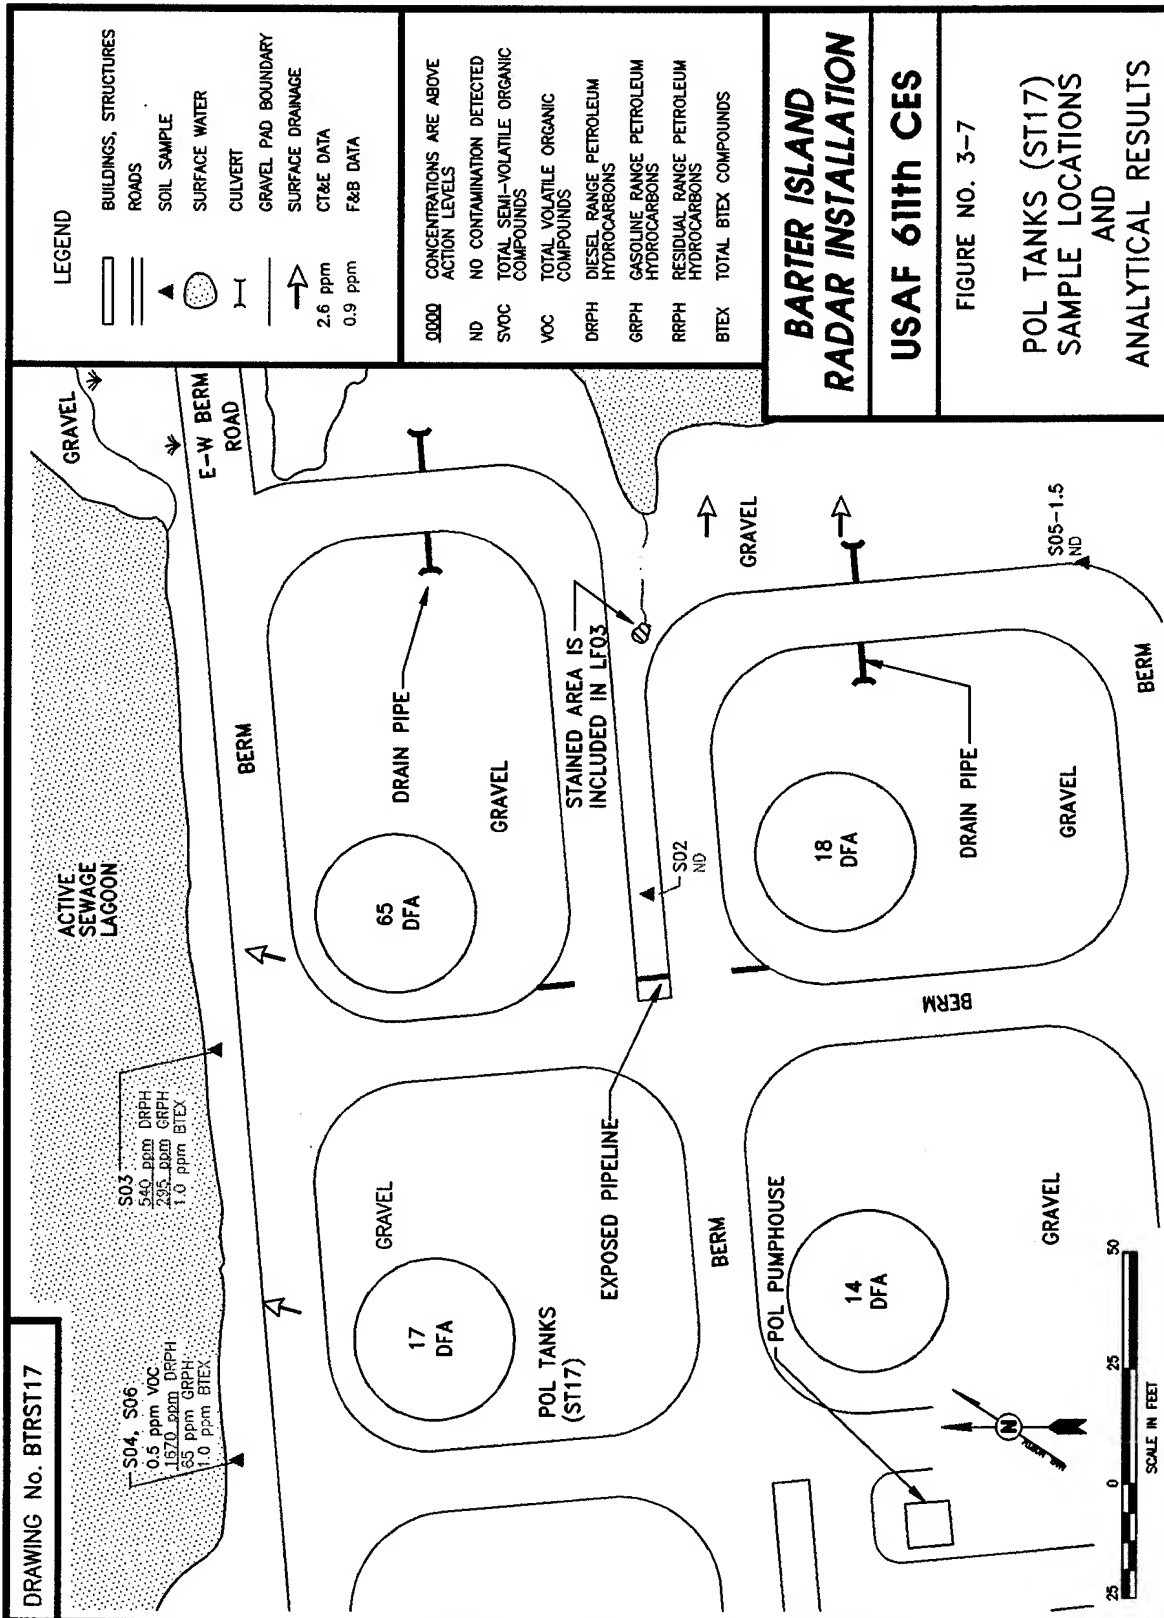 DRAWING No. BTRST17
S04, S06
0.5 ppm VOC
1670 ppm DRPH
65 ppm GRPH
1.0 ppm BTEX
S03
540 ppm DRPH
295 ppm GRPH
1.0 ppm BTEX
ACTIVE
SEWAGE
LAGOON
GRAVEL
E-W BERM
ROAD
BERM
17
DFA
GRAVEL
POL TANKS
(ST17)
65
DFA
DRAIN PIPE
GRAVEL
EXPOSED PIPELINE
STAINED AREA IS
INCLUDED IN LF03
S02
ND
GRAVEL
BERM
POL PUMPHOUSE
14
DFA
GRAVEL
BERM
18
DFA
DRAIN PIPE
GRAVEL
S05-1.5
ND
BERM
N
25
0
25
50
SCALE IN FEET
LEGEND
BUILDINGS, STRUCTURES
ROADS
SOIL SAMPLE
SURFACE WATER
CULVERT
GRAVEL PAD BOUNDARY
SURFACE DRAINAGE
2.6 ppm CT&E DATA
0.9 ppm F&B DATA
0000 CONCENTRATIONS ARE ABOVE
ACTION LEVELS
ND NO CONTAMINATION DETECTED
SVOC TOTAL SEMI-VOLATILE ORGANIC
COMPOUNDS
VOC TOTAL VOLATILE ORGANIC
COMPOUNDS
DRPH DIESEL RANGE PETROLEUM
HYDROCARBONS
GRPH GASOLINE RANGE PETROLEUM
HYDROCARBONS
RRPH RESIDUAL RANGE PETROLEUM
HYDROCARBONS
BTEX TOTAL BTEX COMPOUNDS
BARTER ISLAND
RADAR INSTALLATION
USAF 611th CES
FIGURE NO. 3-7
POL TANKS (ST17)
SAMPLE LOCATIONS
AND
ANALYTICAL RESULTS